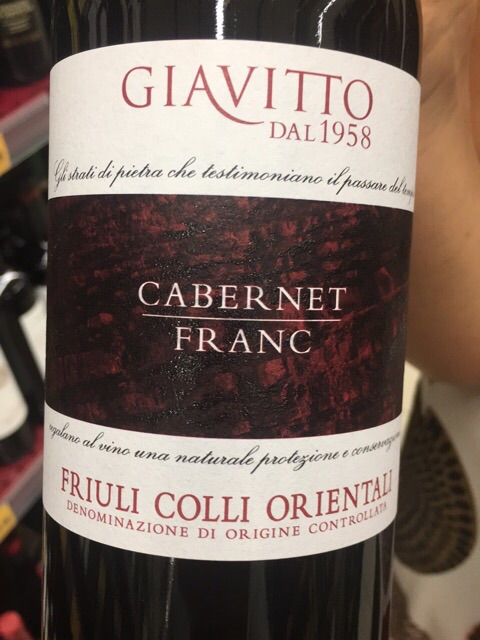 GIAVITTO
DAL 1958
Gli strati di pietra che testimoniano il passare del
CABERNET
FRANC
regalano al vino una naturale protezione e
FRIULI COLLI ORIENTALI
DENOMINAZIONE DI ORIGINE CONTROLLATA